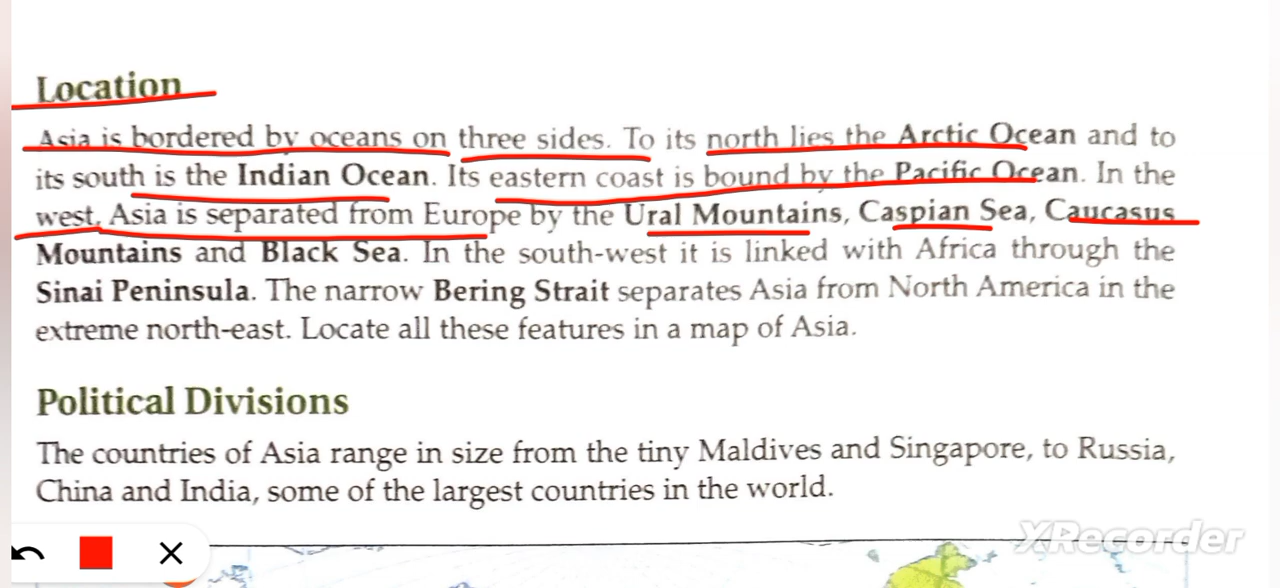 Location
Asia is bordered by oceans on three sides. To its north lies the Arctic Ocean and to
its south is the Indian Ocean. Its eastern coast is bound by the Pacific Ocean. In the
west, Asia is separated from Europe by the Ural Mountains, Caspian Sea, Caucasus
Mountains and Black Sea. In the south-west it is linked with Africa through the
Sinai Peninsula. The narrow Bering Strait separates Asia from North America in the
extreme north-east. Locate all these features in a map of Asia.
Political Divisions
The countries of Asia range in size from the tiny Maldives and Singapore, to Russia,
China and India, some of the largest countries in the world.
XRecorder